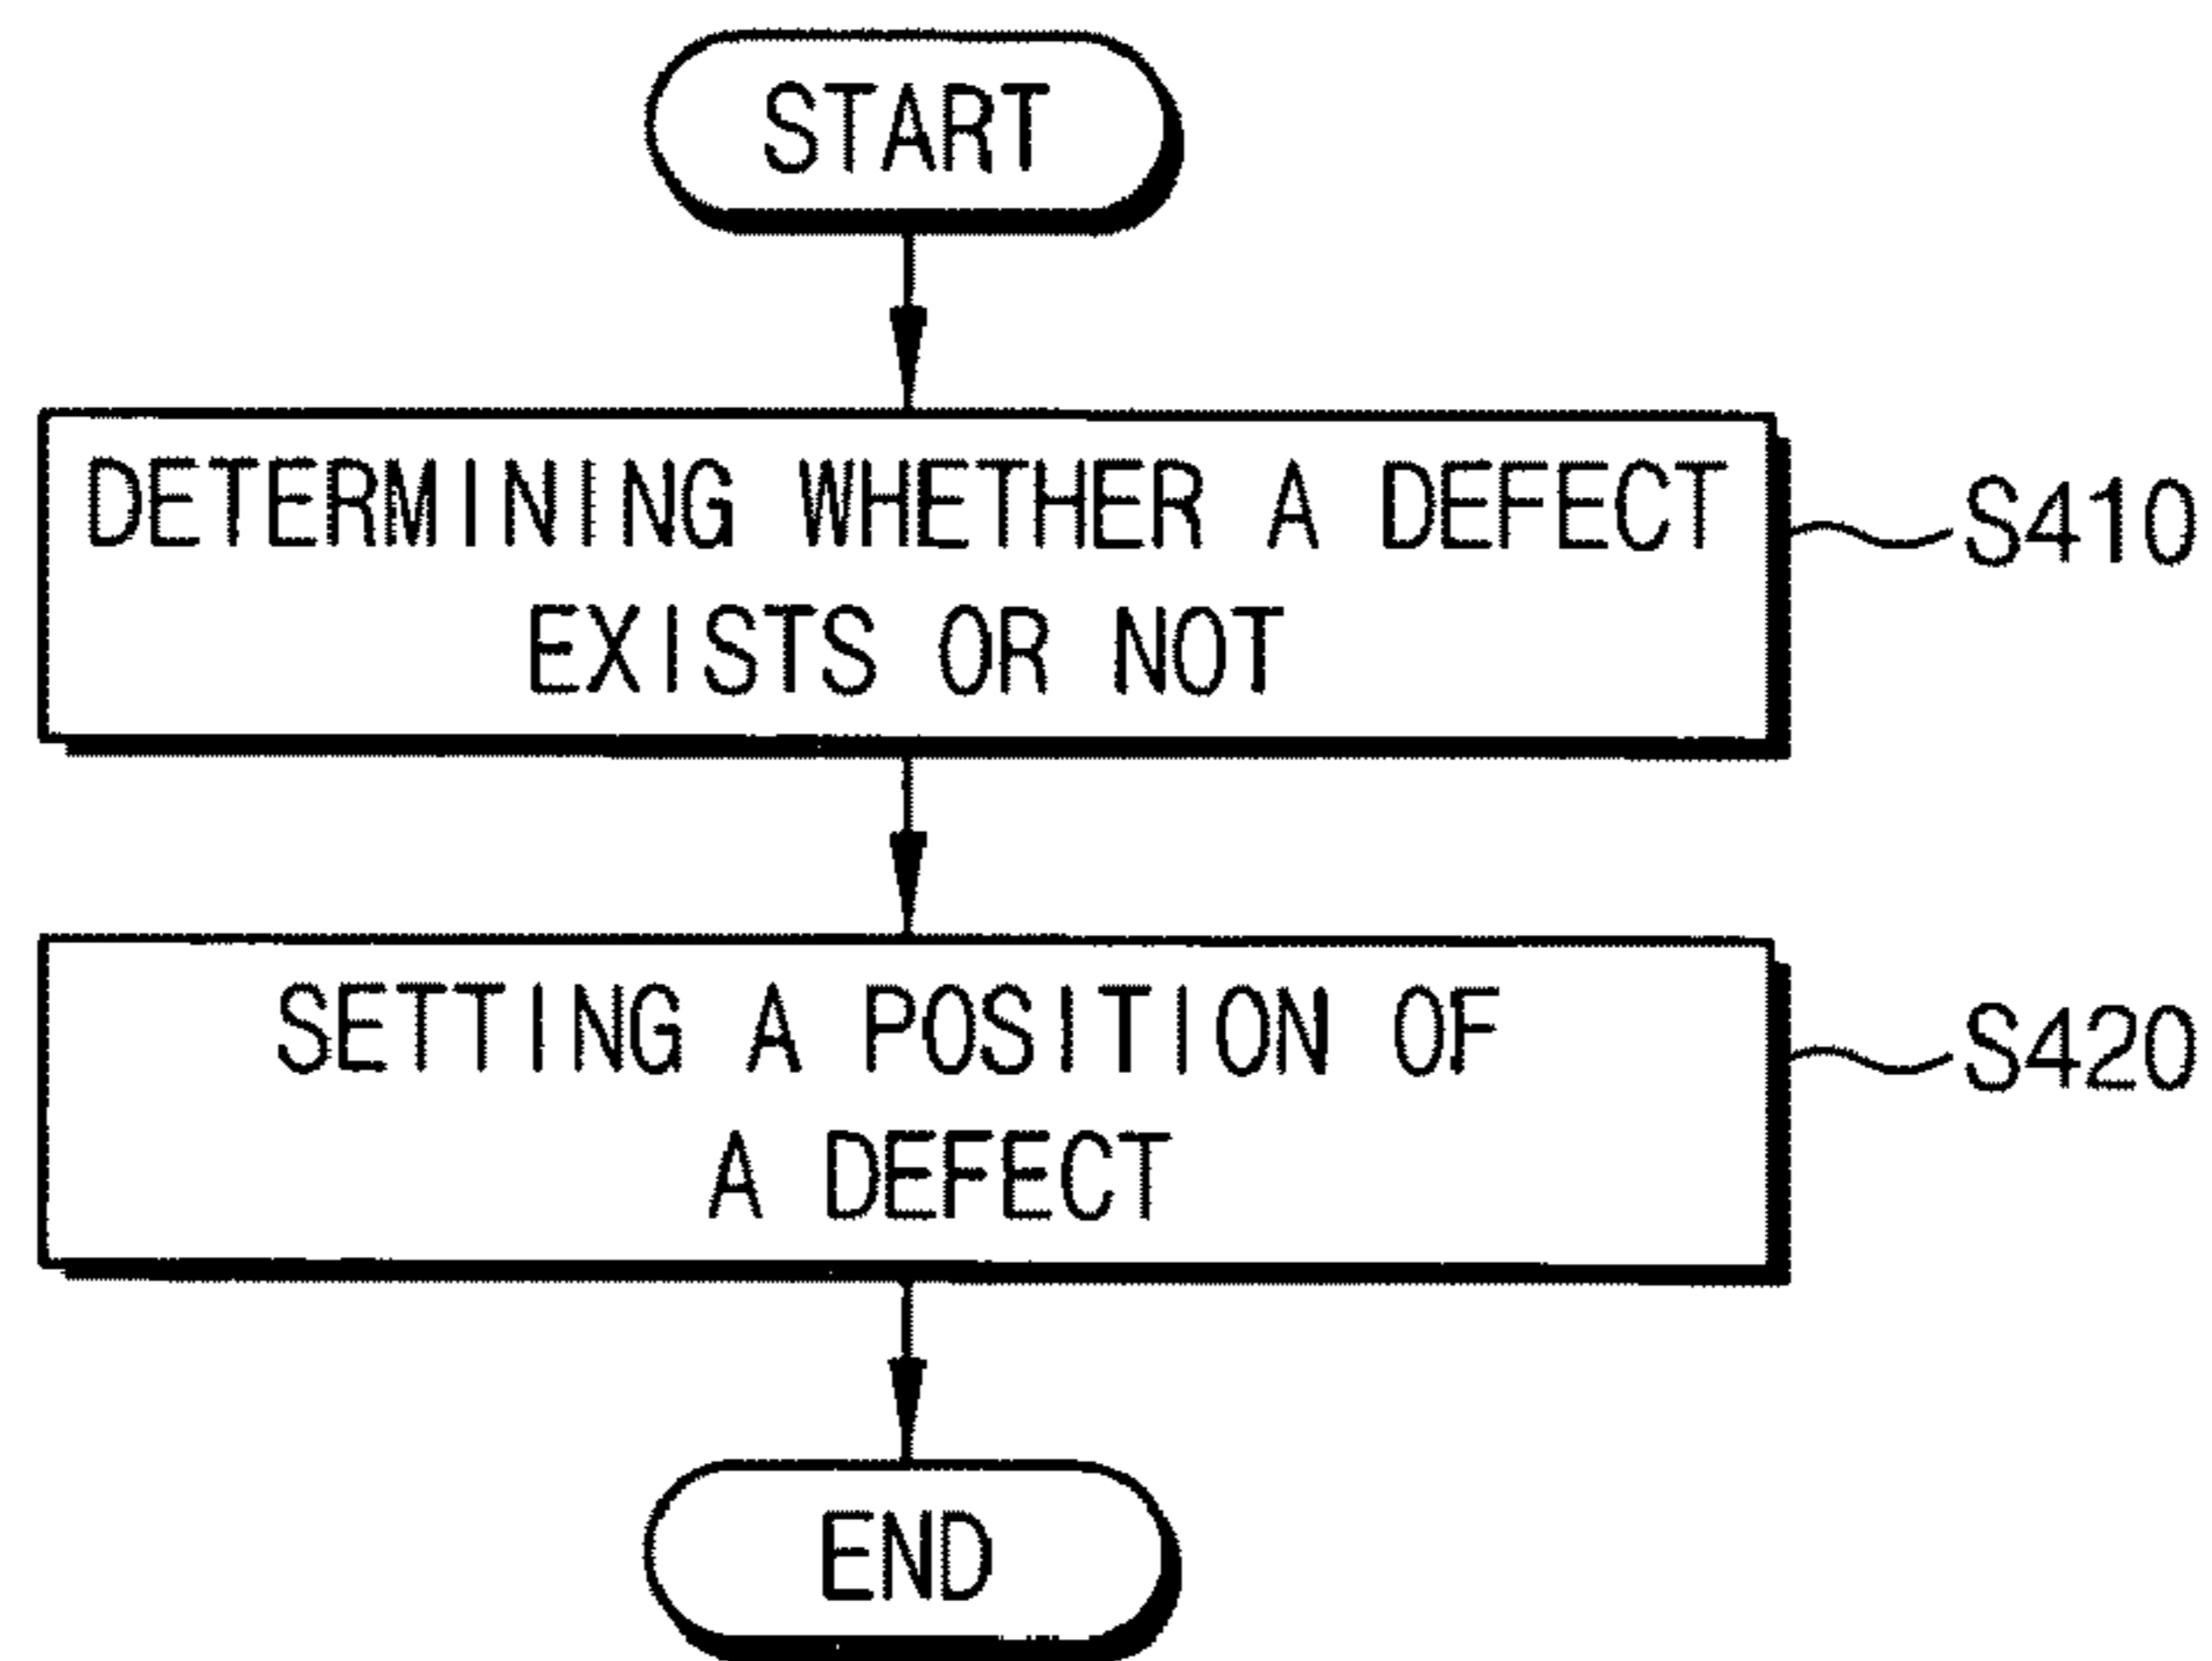 START
DETERMINING WHETHER A DEFECT
EXISTS OR NOT
S410
SETTING A POSITION OF
A DEFECT
S420
END